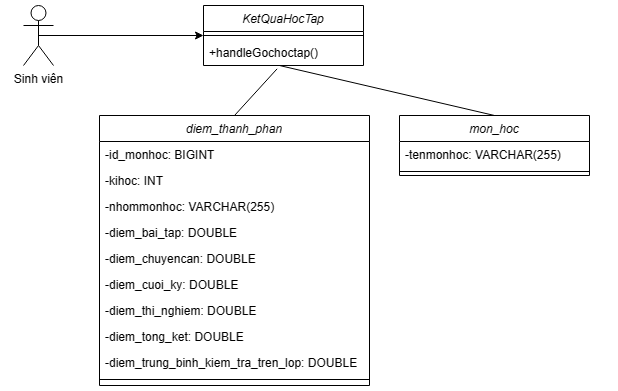 KetQuaHocTap
+handleGochoctap()
Sinh viên
diem_thanh_phan
-id_monhoc: BIGINT
-kihoc: INT
-nhommonhoc: VARCHAR(255)
-diem_bai_tap: DOUBLE
-diem_chuyencan: DOUBLE
-diem_cuoi_ky: DOUBLE
-diem_thi_nghiem: DOUBLE
-diem_tong_ket: DOUBLE
-diem_trung_binh_kiem_tra_tren_lop: DOUBLE
mon_hoc
-tenmonhoc: VARCHAR(255)